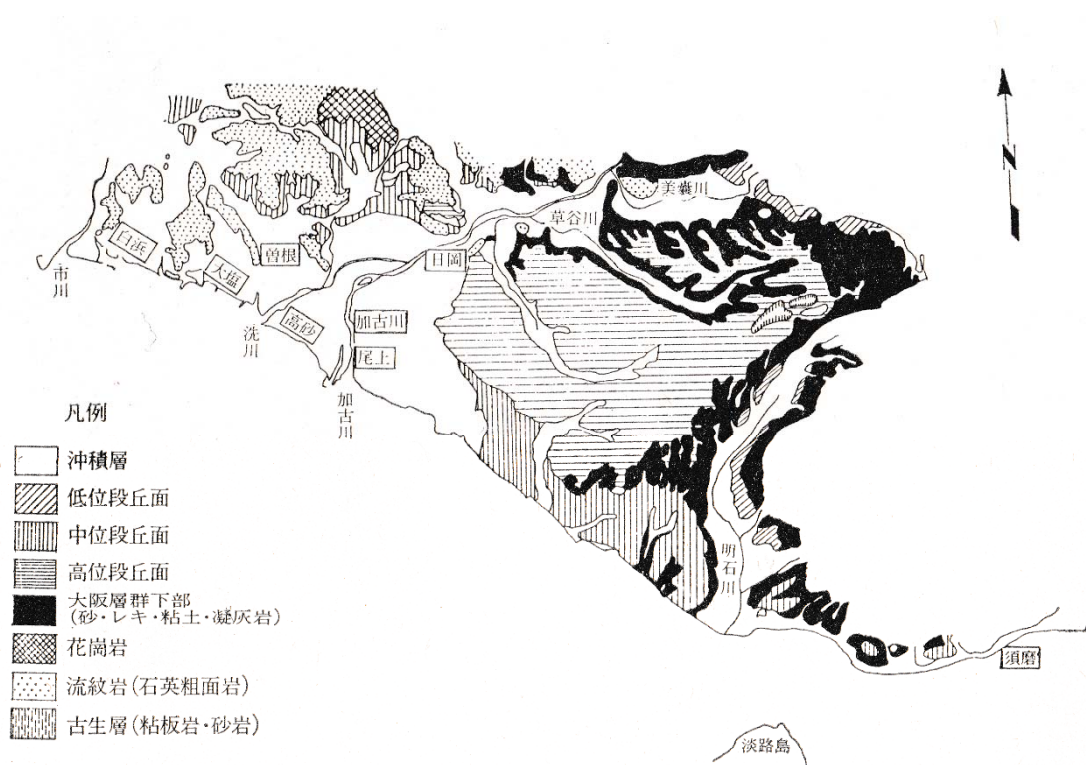 N
美嚢川
草谷川
日岡
曽根
白浜
大塩
市川
高砂
洗川
加古川
尾上
加古川
明石川
K
須磨
淡路島
凡例
沖積層
低位段丘面
中位段丘面
高位段丘面
大阪層群下部
(砂・レキ・粘土・凝灰岩)
花崗岩
流紋岩(石英粗面岩)
古生層(粘板岩・砂岩)